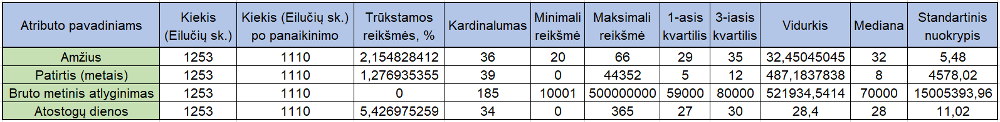 Atributo pavadiniams Kiekis (Eilučių sk.) Kiekis (Eilučių sk.) po panaikinimo Trūkstamos reikšmės, % Kardinalumas Minimali reikšmė Maksimali reikšmė 1-asis kvartilis 3-iasis kvartilis Vidurkis Mediana Standartinis nuokrypis
Amžius 1253 1110 2,154828412 36 20 66 29 35 32,45045045 32 5,48
Patirtis (metais) 1253 1110 1,276935355 39 0 44352 5 12 487,1837838 8 4578,02
Bruto metinis atlyginimas 1253 1110 0 185 10001 500000000 59000 80000 521934,5414 70000 15005393,96
Atostogų dienos 1253 1110 5,426975259 34 0 365 27 30 28,4 28 11,02